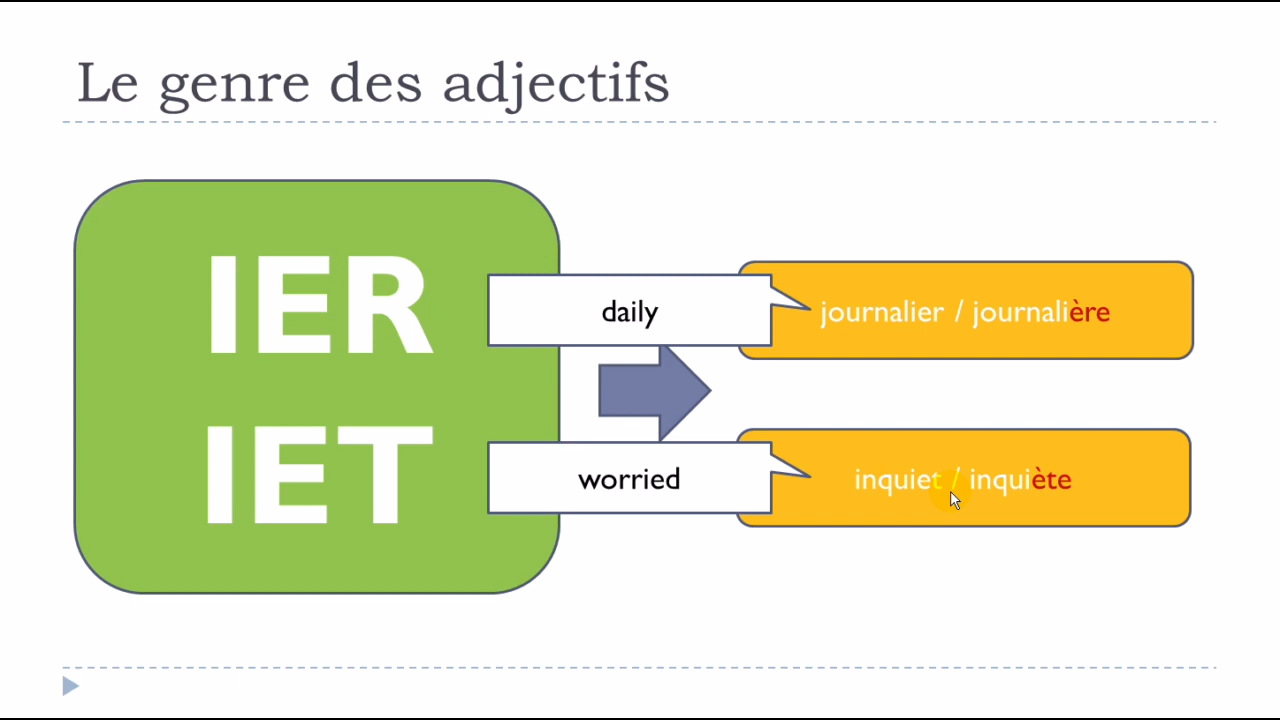 Le genre des adjectifs
IER
IET
daily
journalier / journalière
worried
inquiet / inquiète